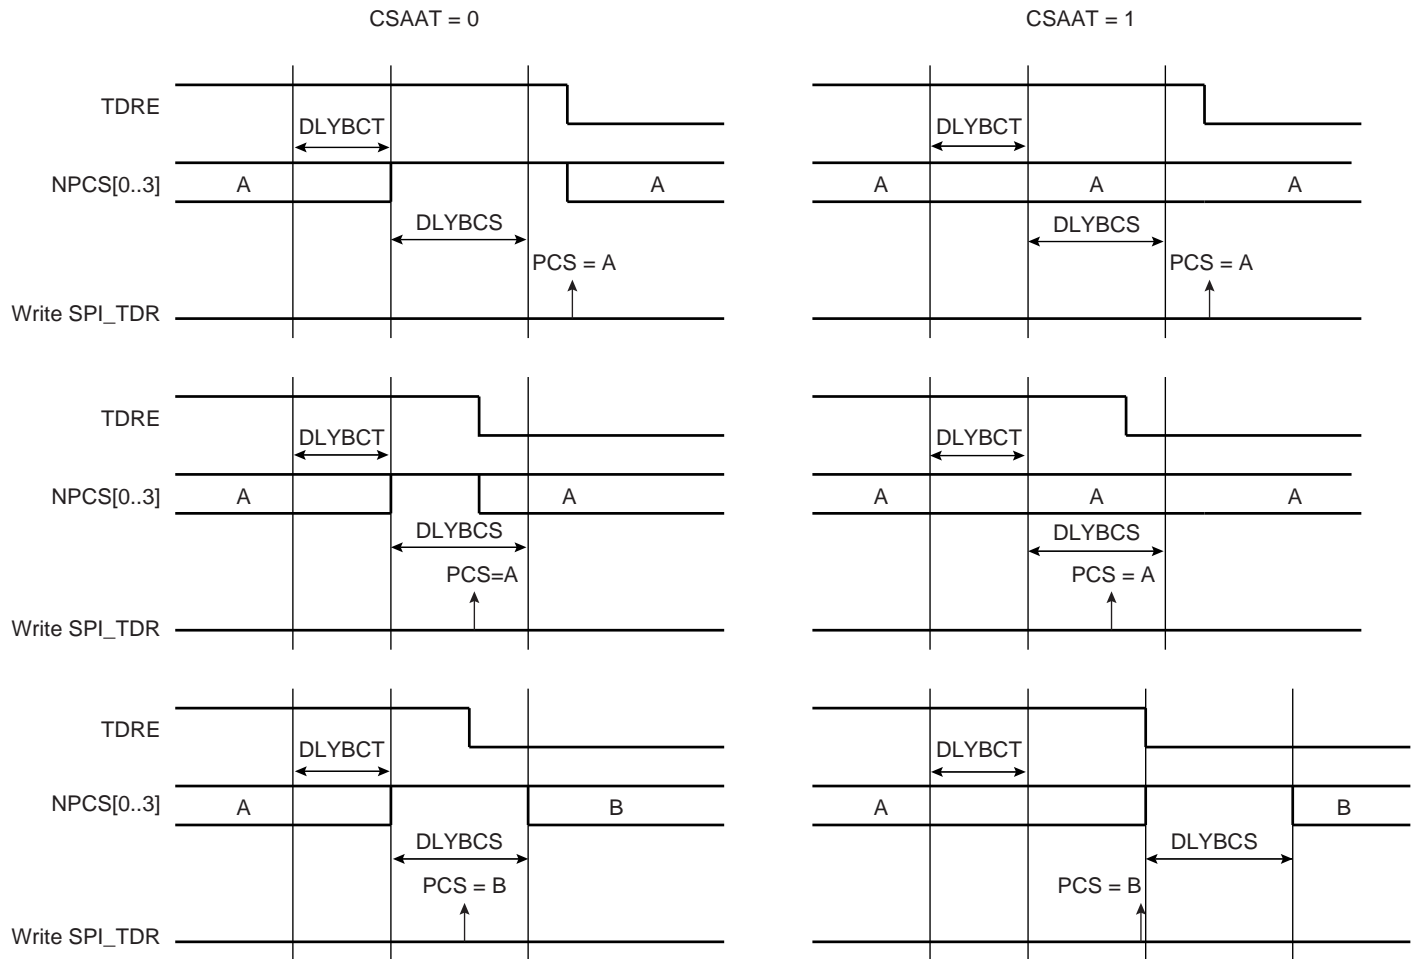 CSAAT = 0
CSAAT = 1
TDRE
DLYBCT
DLYBCT
NPCS[0..3]
A
A
A
A
A
DLYBCS
DLYBCS
PCS = A
PCS = A
Write SPI_TDR
TDRE
DLYBCT
DLYBCT
NPCS[0..3]
A
A
A
A
A
DLYBCS
DLYBCS
PCS=A
PCS = A
Write SPI_TDR
TDRE
DLYBCT
DLYBCT
NPCS[0..3]
A
B
A
B
DLYBCS
DLYBCS
PCS = B
PCS = B
Write SPI_TDR